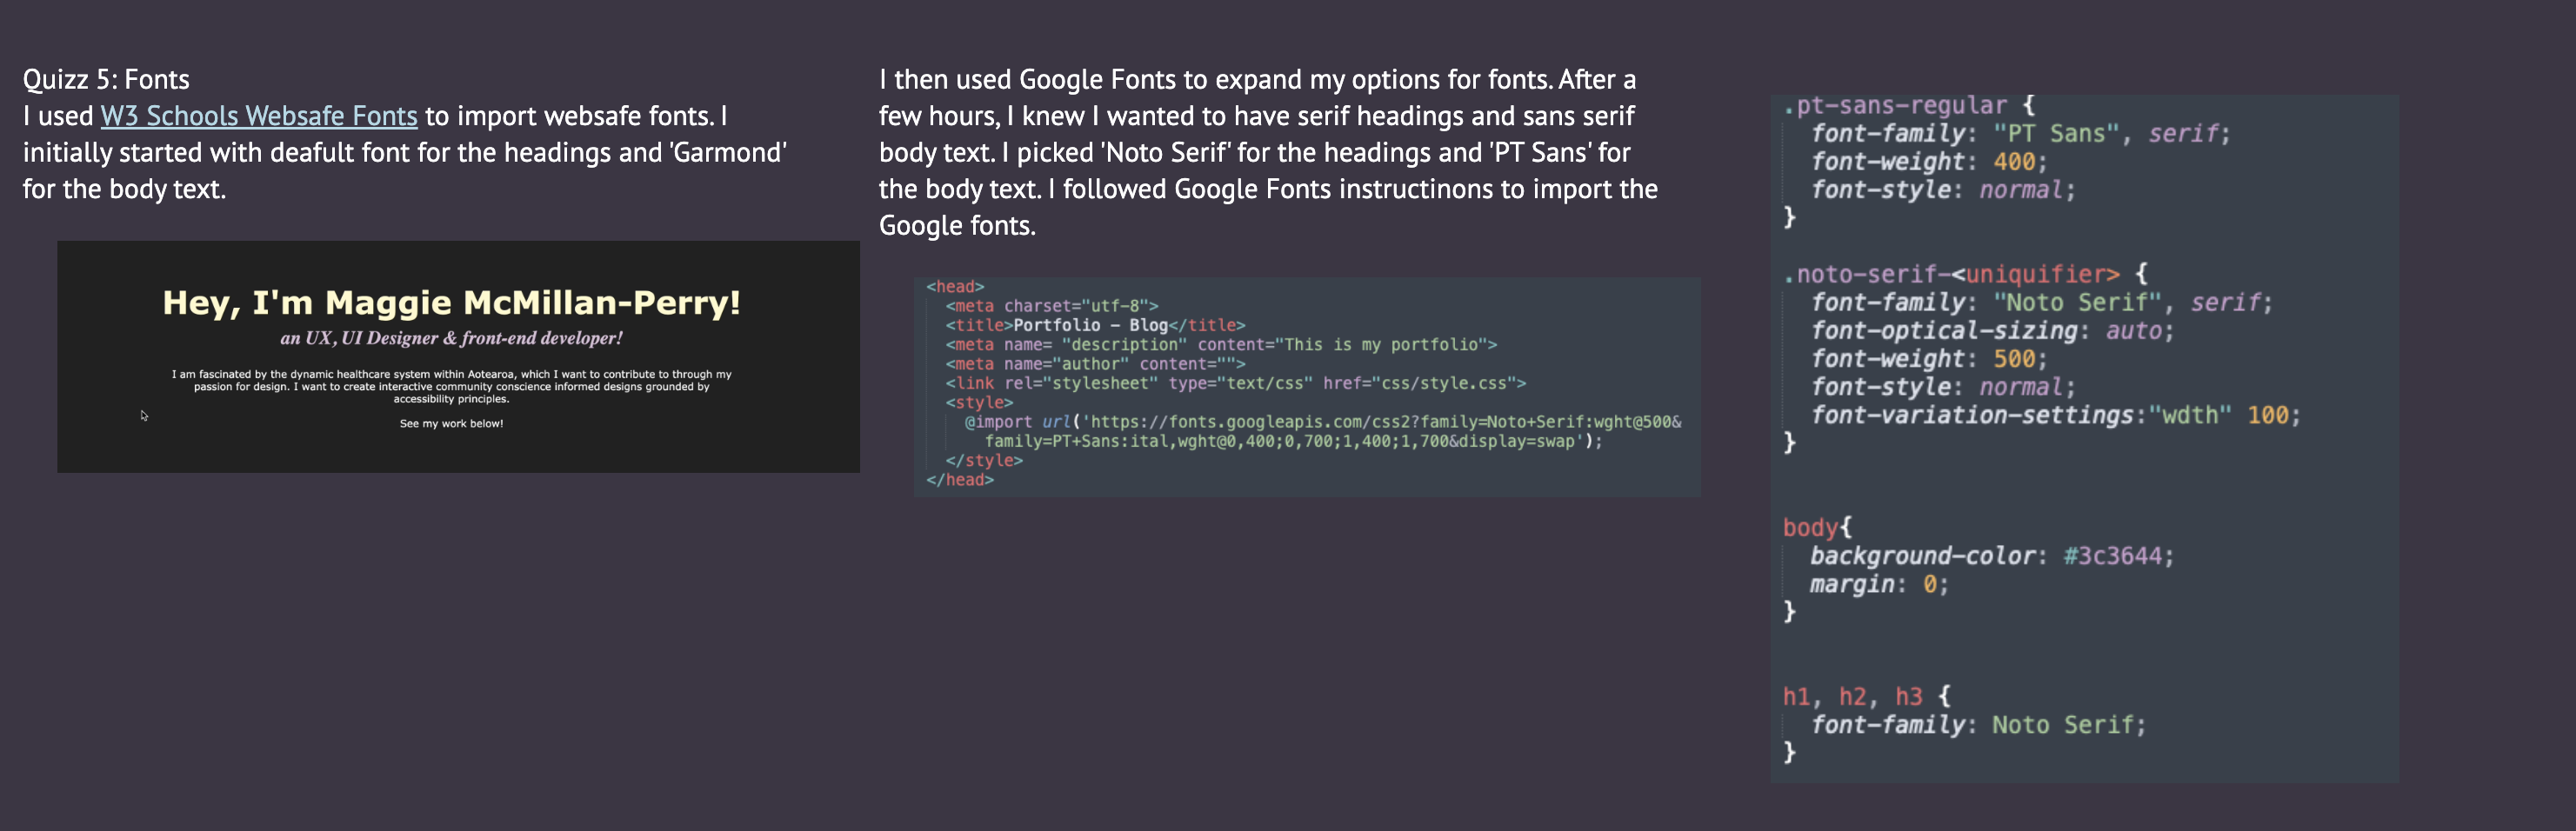 Quizz 5: Fonts
I used W3 Schools Websafe Fonts to import websafe fonts. I
initially started with deafult font for the headings and 'Garmond'
for the body text.
Hey, I'm Maggie McMillan-Perry!
an UX, UI Designer & front-end developer!
I am fascinated by the dynamic healthcare system within Aotearoa, which I want to contribute to through my
passion for design. I want to create interactive community conscience informed designs grounded by
accessibility principles.
See my work below!
I then used Google Fonts to expand my options for fonts. After a
few hours, I knew I wanted to have serif headings and sans serif
body text. I picked 'Noto Serif' for the headings and 'PT Sans' for
the body text. I followed Google Fonts instructinons to import the
Google fonts.
<head>
<meta charset="utf-8">
<title>Portfolio – Blog</title>
<meta name= "description" content="This is my portfolio">
<meta name="author" content="">
<link rel="stylesheet" type="text/css" href="css/style.css">
<style>
@import url('https://fonts.googleapis.com/css2?family=Noto+Serif:wght@500&
family=PT+Sans:ital,wght@0,400;0,700;1,400;1,700&display=swap');
</style>
</head>
.pt-sans-regular {
font-family: "PT Sans", serif;
font-weight: 400;
font-style: normal;
}
.noto-serif-<uniquifier> {
font-family: "Noto Serif", serif;
font-optical-sizing: auto;
font-weight: 500;
font-style: normal;
font-variation-settings:"wdth" 100;
}
body{
background-color: #3c3644;
margin: 0;
}
h1, h2, h3 {
font-family: Noto Serif;
}